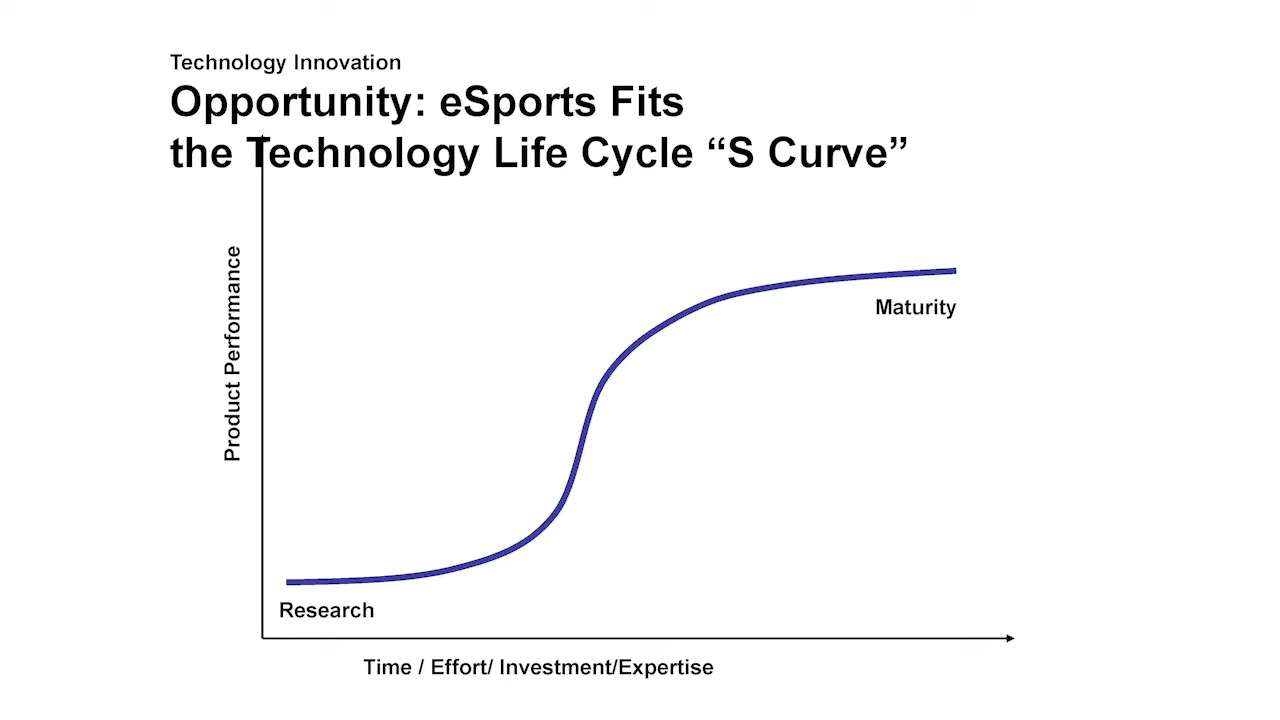 Technology Innovation
Opportunity: eSports Fits
the Technology Life Cycle “S Curve”
Product Performance
Maturity
Research
Time / Effort/ Investment/Expertise